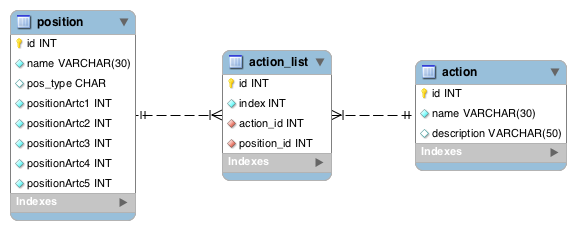 position
id INT
name VARCHAR(30)
pos_type CHAR
positionArtc1 INT
positionArtc2 INT
positionArtc3 INT
positionArtc4 INT
positionArtc5 INT
Indexes
action_list
id INT
index INT
action_id INT
position_id INT
Indexes
action
id INT
name VARCHAR(30)
description VARCHAR(50)
Indexes